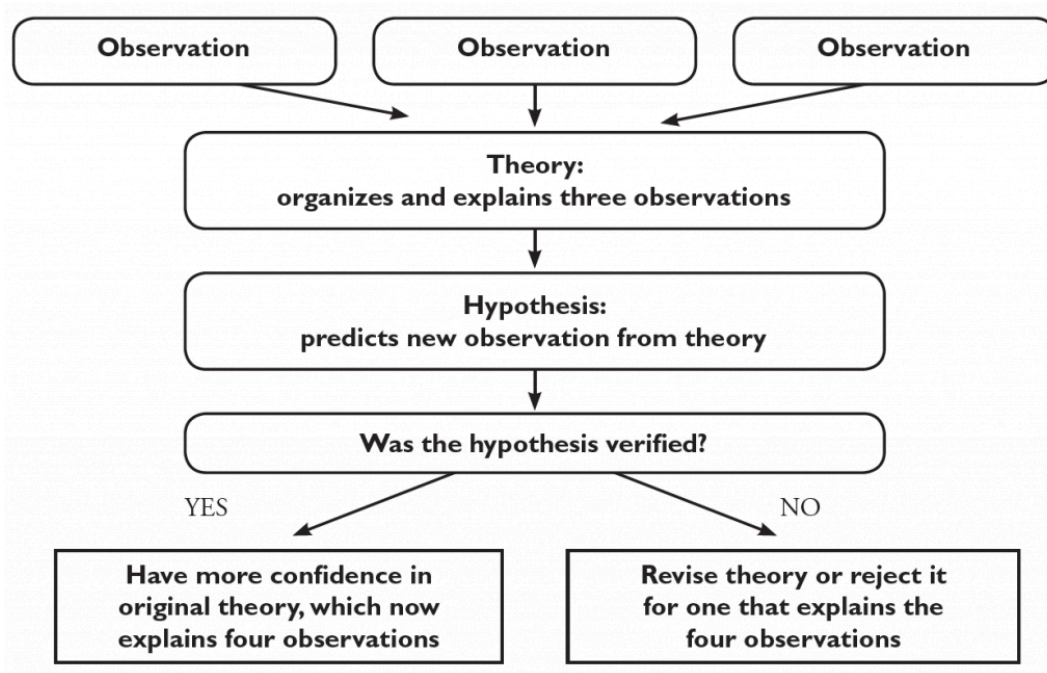 Observation
Observation
Observation
Theory:
organizes and explains three observations
Hypothesis:
predicts new observation from theory
Was the hypothesis verified?
YES
NO
Have more confidence in
original theory, which now
explains four observations
Revise theory or reject it
for one that explains the
four observations